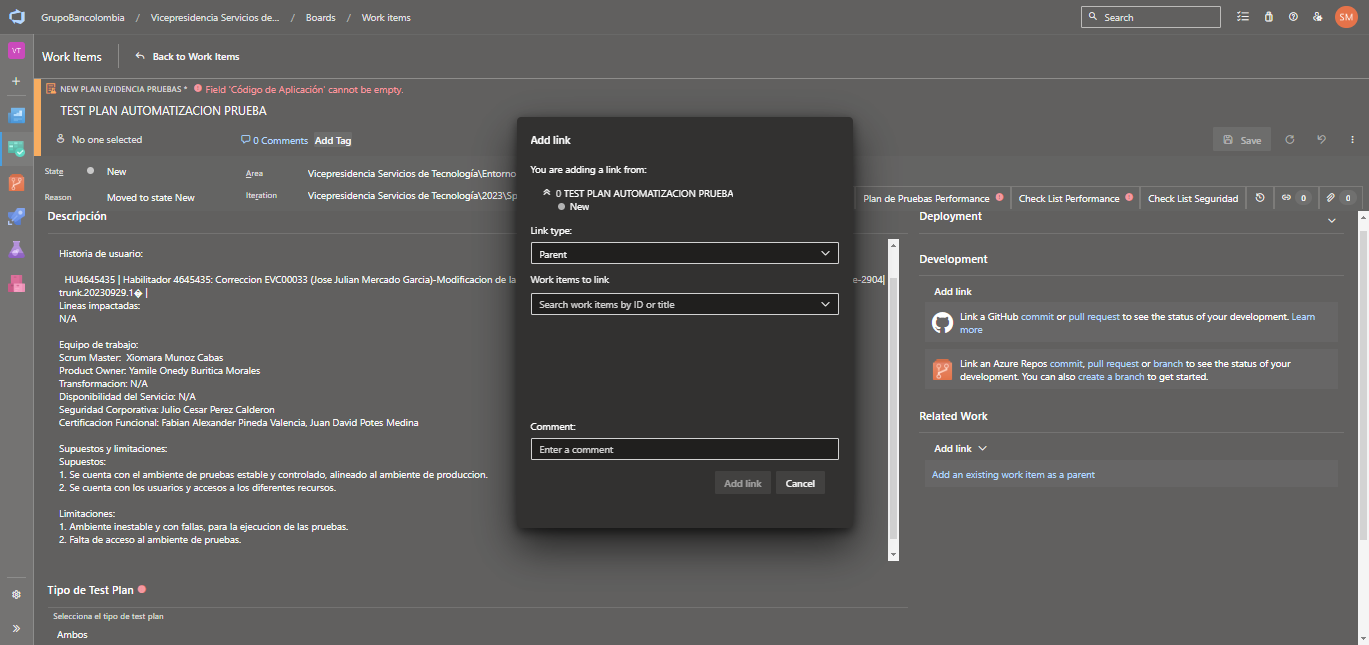 GrupoBancolombia / Vicepresidencia Servicios de... / Boards / Work items
Search
SM
VT
Work Items
Back to Work Items
NEW PLAN EVIDENCIA PRUEBAS * Field 'Código de Aplicación' cannot be empty.
TEST PLAN AUTOMATIZACION PRUEBA
No one selected
0 Comments
Add Tag
Save
State
New
Area
Vicepresidencia Servicios de Tecnología\Entorno
Reason
Moved to state New
Iteration
Vicepresidencia Servicios de Tecnología\2023\Sp
Plan de Pruebas Performance
Check List Performance
Check List Seguridad
0
0
Descripción
Historia de usuario:
HU4645435 | Habilitador 4645435: Correccion EVC00033 (Jose Julian Mercado Garcia)-Modificacion de la
e-2904|
trunk.20230929.1� |
Lineas impactadas:
N/A
Equipo de trabajo:
Scrum Master: Xiomara Munoz Cabas
Product Owner: Yamile Onedy Buritica Morales
Transformacion: N/A
Disponibilidad del Servicio: N/A
Seguridad Corporativa: Julio Cesar Perez Calderon
Certificacion Funcional: Fabian Alexander Pineda Valencia, Juan David Potes Medina
Supuestos y limitaciones:
Supuestos:
1. Se cuenta con el ambiente de pruebas estable y controlado, alineado al ambiente de produccion.
2. Se cuenta con los usuarios y accesos a los diferentes recursos.
Limitaciones:
1. Ambiente inestable y con fallas, para la ejecucion de las pruebas.
2. Falta de acceso al ambiente de pruebas.
Tipo de Test Plan
Selecciona el tipo de test plan
Ambos
Add link
You are adding a link from:
0 TEST PLAN AUTOMATIZACION PRUEBA
New
Link type:
Parent
Work items to link
Search work items by ID or title
Comment:
Enter a comment
Add link
Cancel
Deployment
Development
Add link
Link a GitHub commit or pull request to see the status of your development. Learn
more
Link an Azure Repos commit, pull request or branch to see the status of your
development. You can also create a branch to get started.
Related Work
Add link
Add an existing work item as a parent